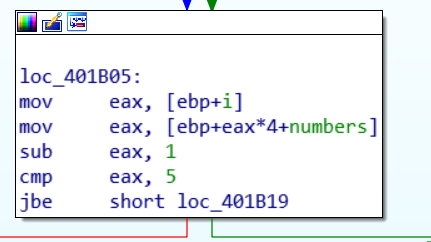 loc_401B05:
mov eax, [ebp+i]
mov eax, [ebp+eax*4+numbers]
sub eax, 1
cmp eax, 5
jbe short loc_401B19